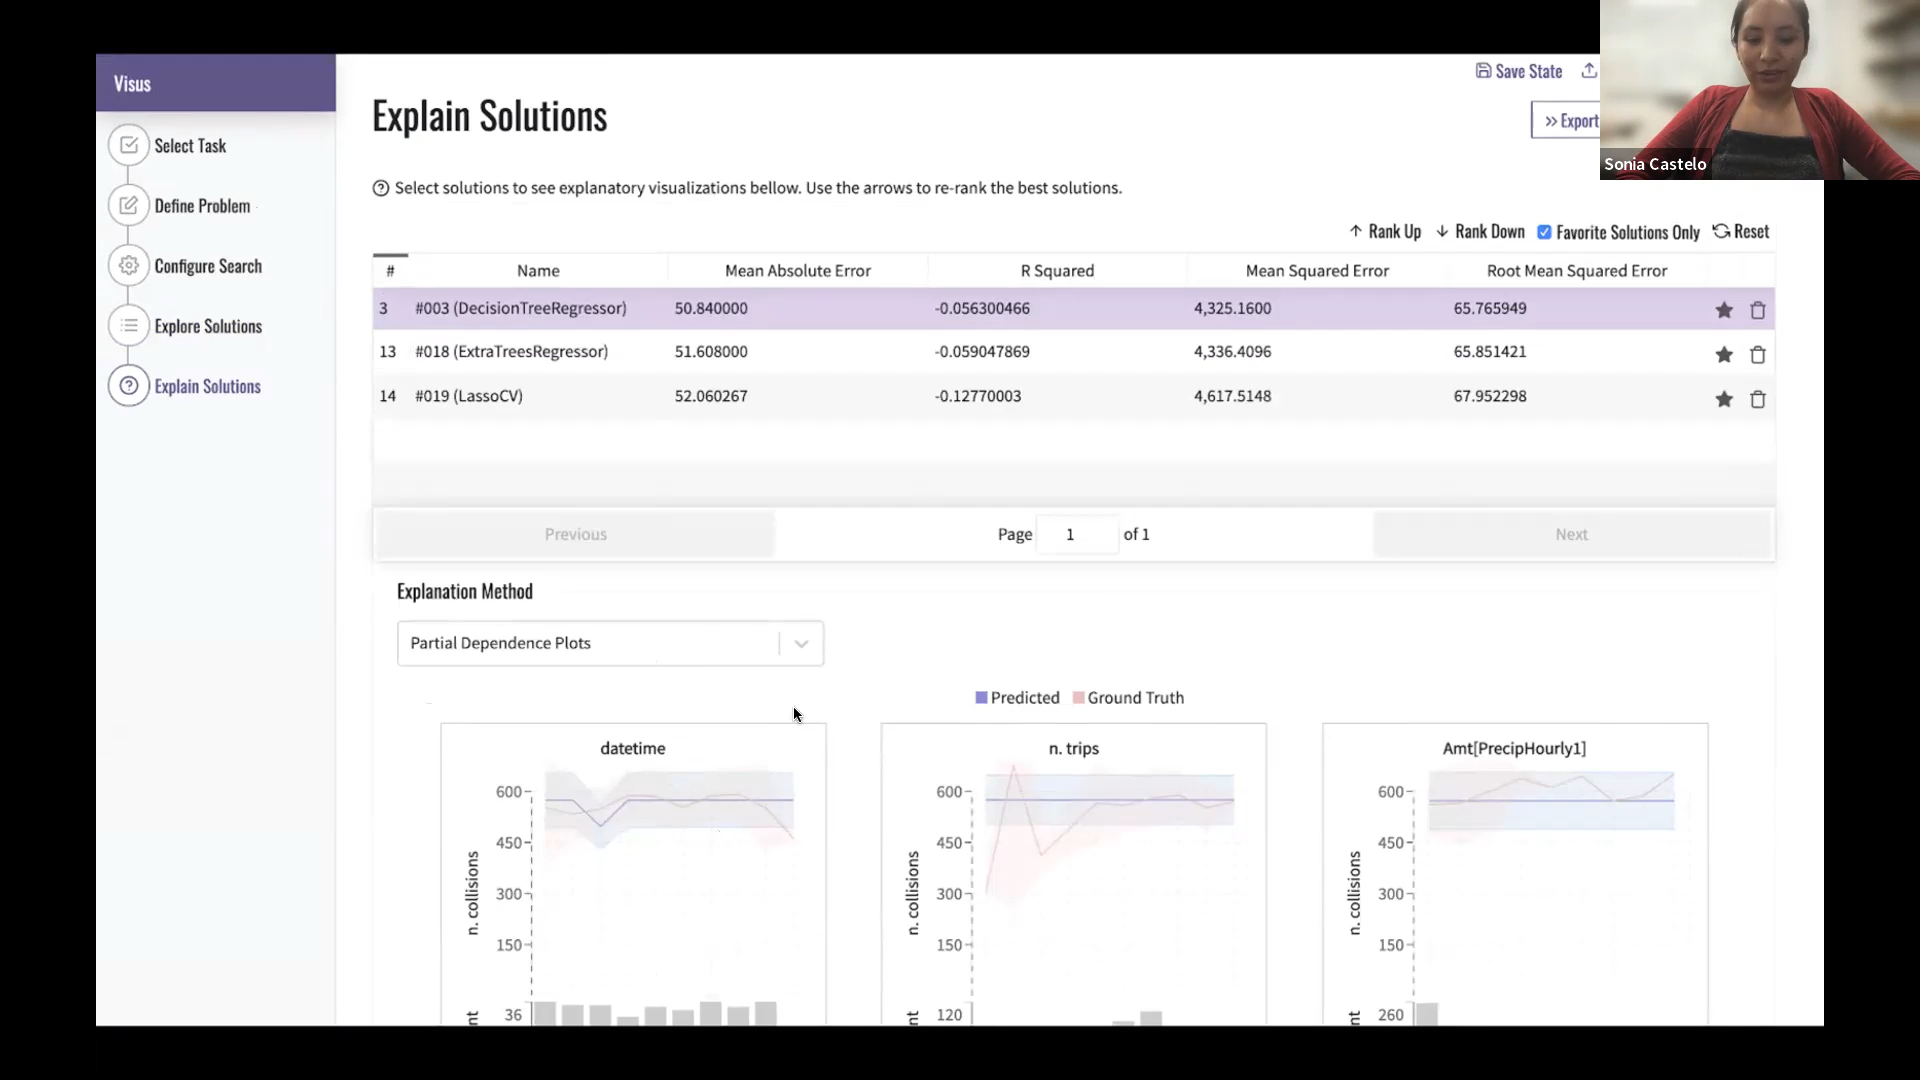 Visus
Select Task
Define Problem
Configure Search
Explore Solutions
Explain Solutions
Save State
Explain Solutions
Export
Sonia Castelo
Select solutions to see explanatory visualizations bellow. Use the arrows to re-rank the best solutions.
Rank Up Rank Down Favorite Solutions Only Reset
# Name Mean Absolute Error R Squared Mean Squared Error Root Mean Squared Error
3 #003 (DecisionTreeRegressor) 50.840000 -0.056300466 4,325.1600 65.765949
13 #018 (ExtraTreesRegressor) 51.608000 -0.059047869 4,336.4096 65.851421
14 #019 (LassoCV) 52.060267 -0.12770003 4,617.5148 67.952298
Previous Page 1 of 1 Next
Explanation Method
Partial Dependence Plots
Predicted Ground Truth
datetime
600
450
300
150
n. collisions
36
nt
n. trips
600
450
300
150
n. collisions
120
nt
Amt[PrecipHourly1]
600
450
300
150
n. collisions
260
nt